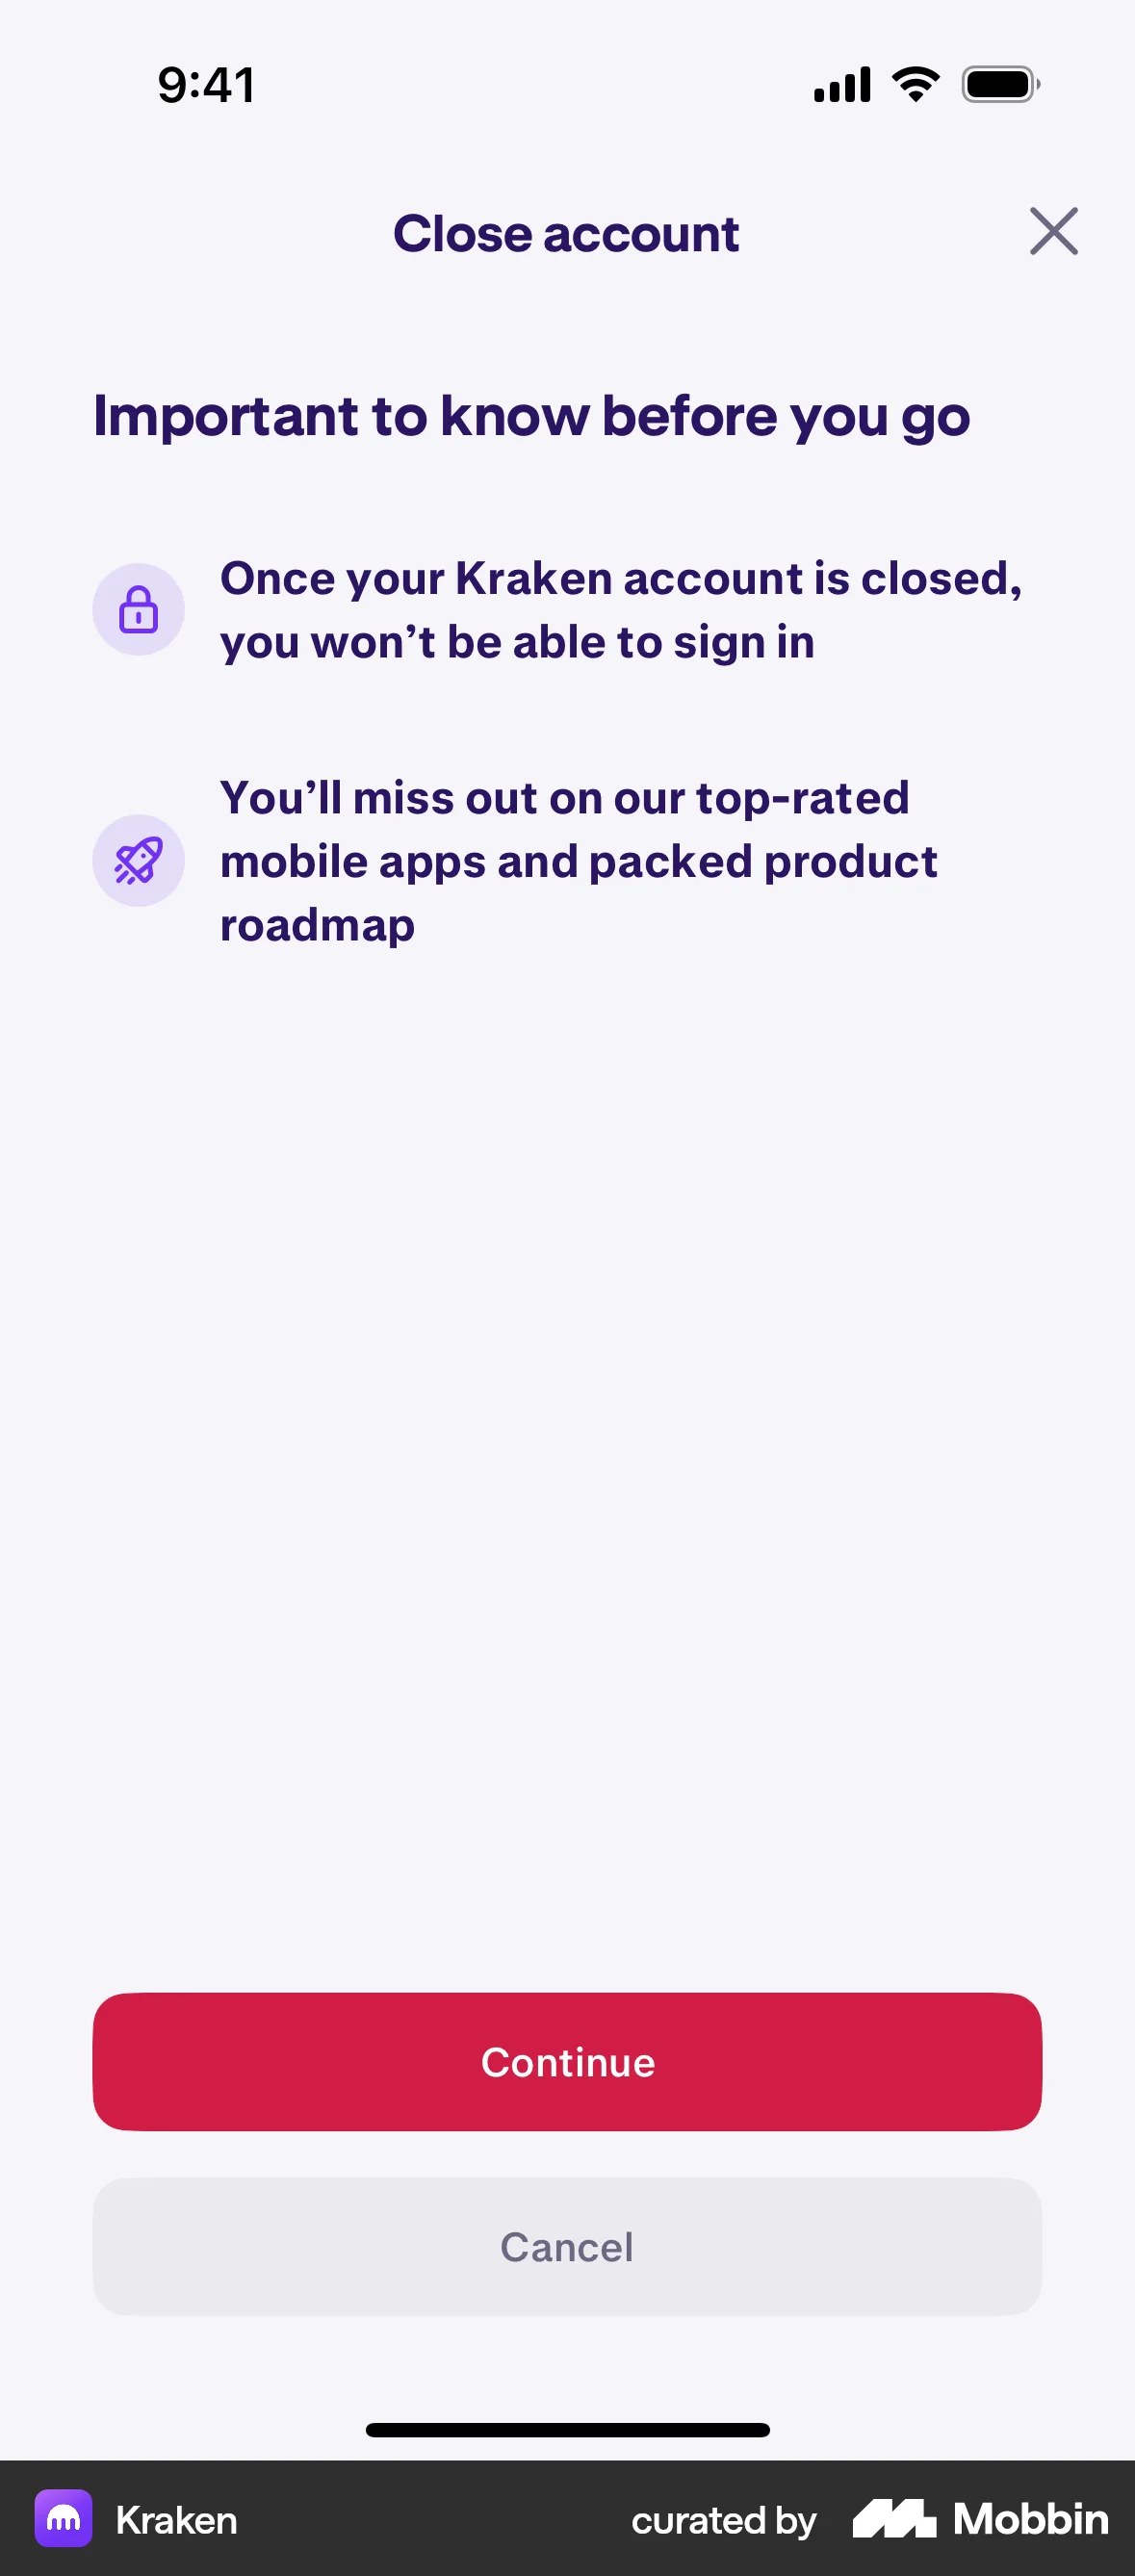 9:41
Close account
Important to know before you go
Once your Kraken account is closed,
you won’t be able to sign in
You’ll miss out on our top-rated
mobile apps and packed product
roadmap
Continue
Cancel
Kraken
curated by Mobbin